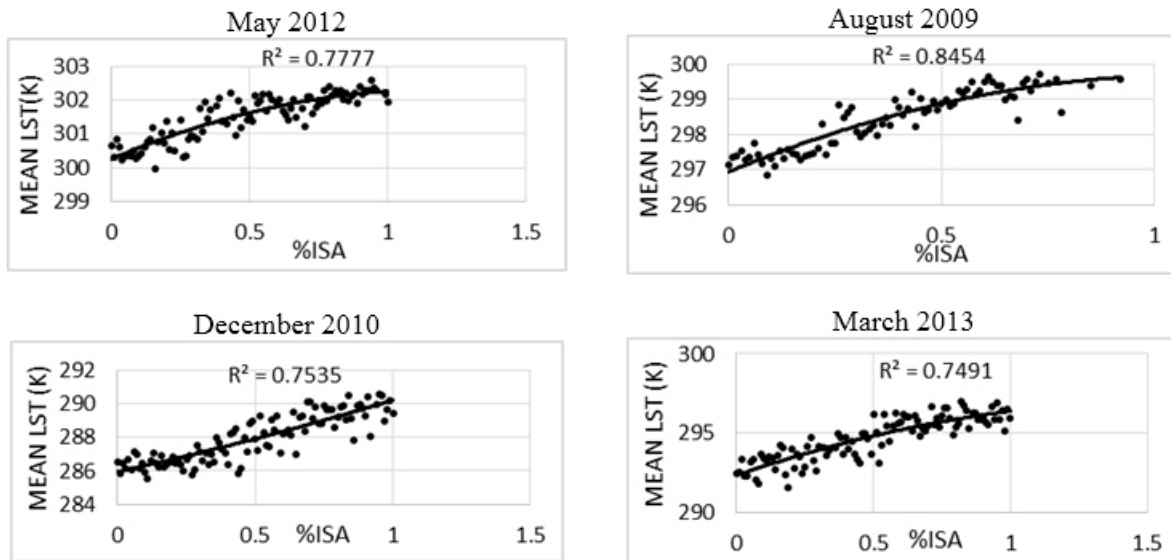 May 2012
R² = 0.7777
303
302
301
300
299
MEAN LST(K)
0
0.5
1
1.5
%ISA
August 2009
R² = 0.8454
300
299
298
297
296
MEAN LST (K)
0
0.5
1
%ISA
December 2010
R² = 0.7535
292
290
288
286
284
MEAN LST (K)
0
0.5
1
1.5
%ISA
March 2013
R² = 0.7491
300
295
290
MEAN LST (K)
0
0.5
1
1.5
%ISA